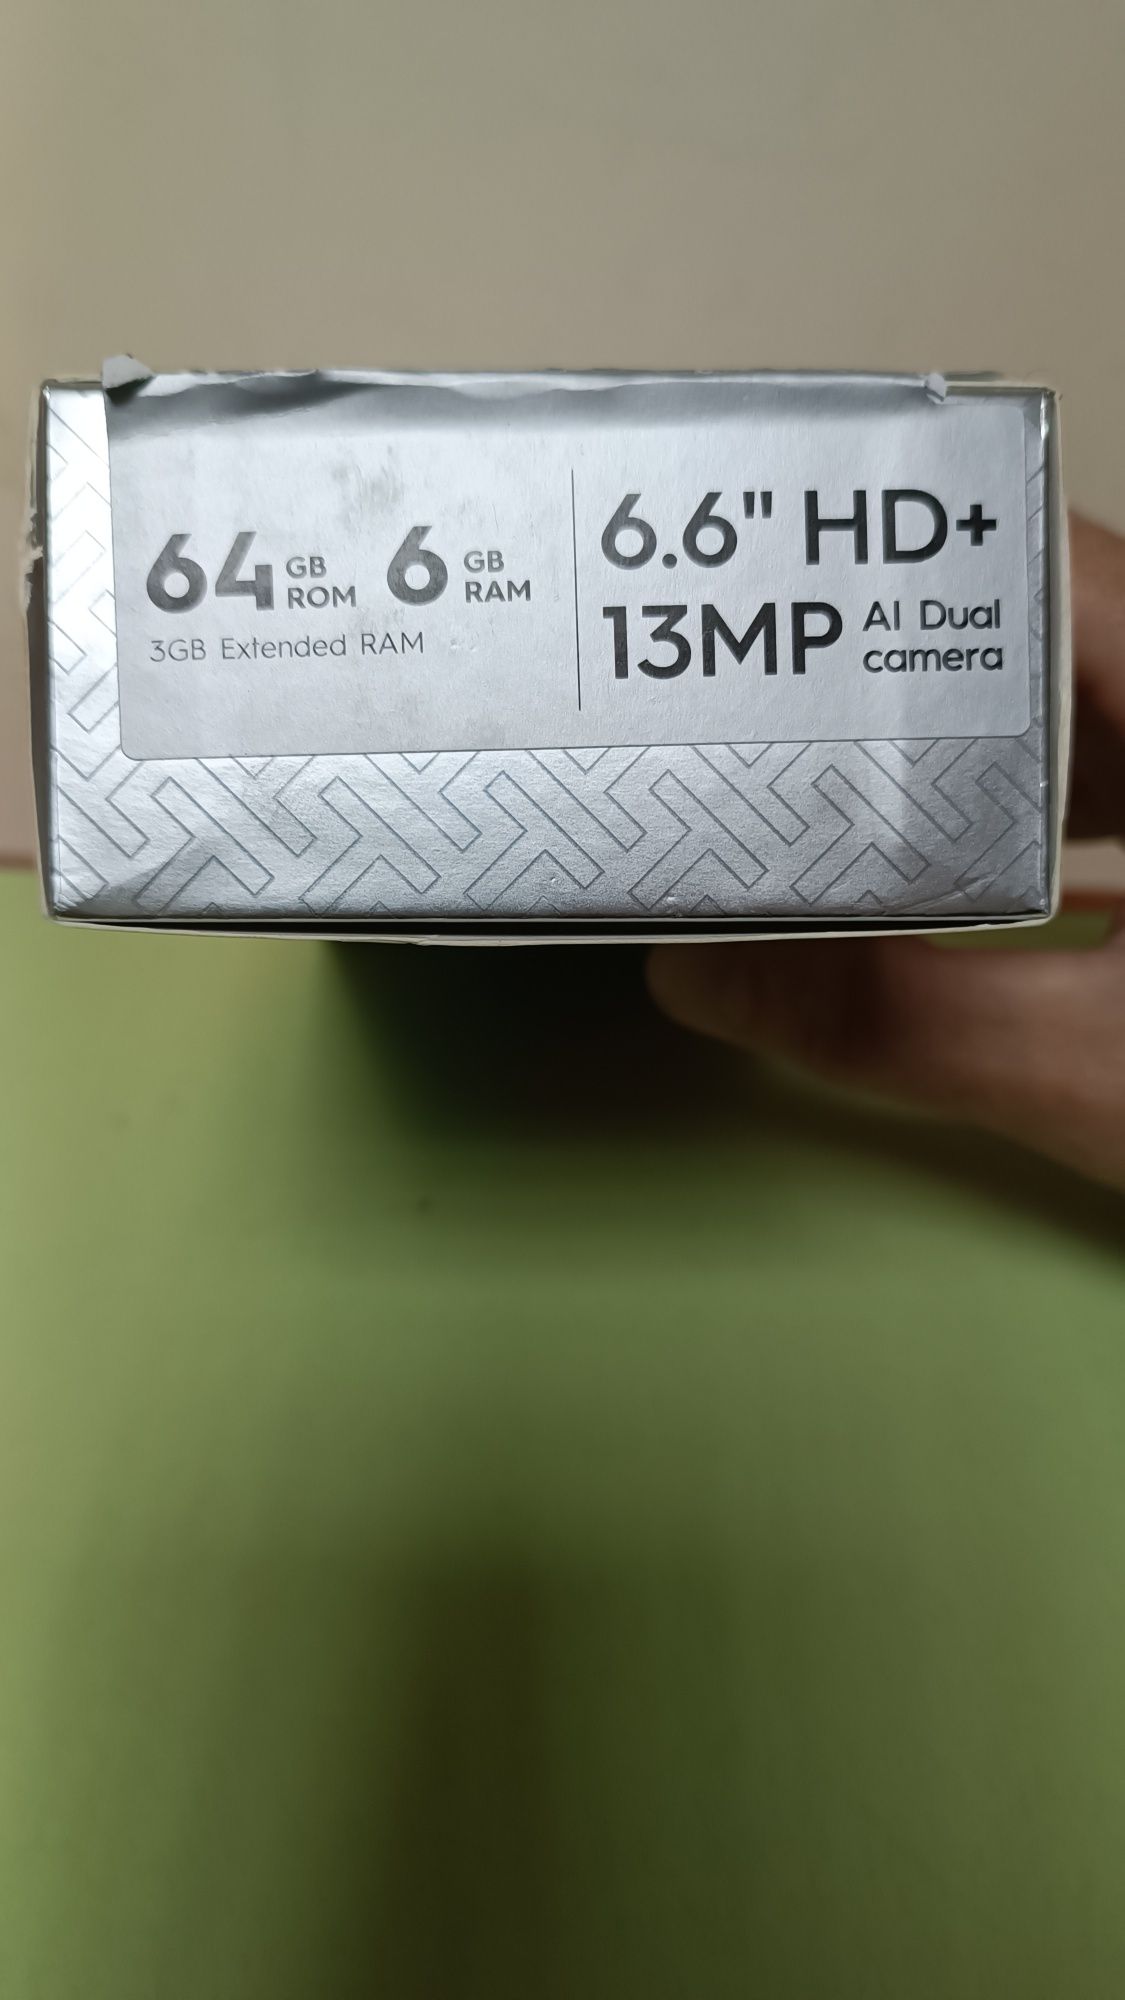 64 GB ROM 6 GB RAM
3GB Extended RAM
6.6" HD+
13MP AI Dual camera